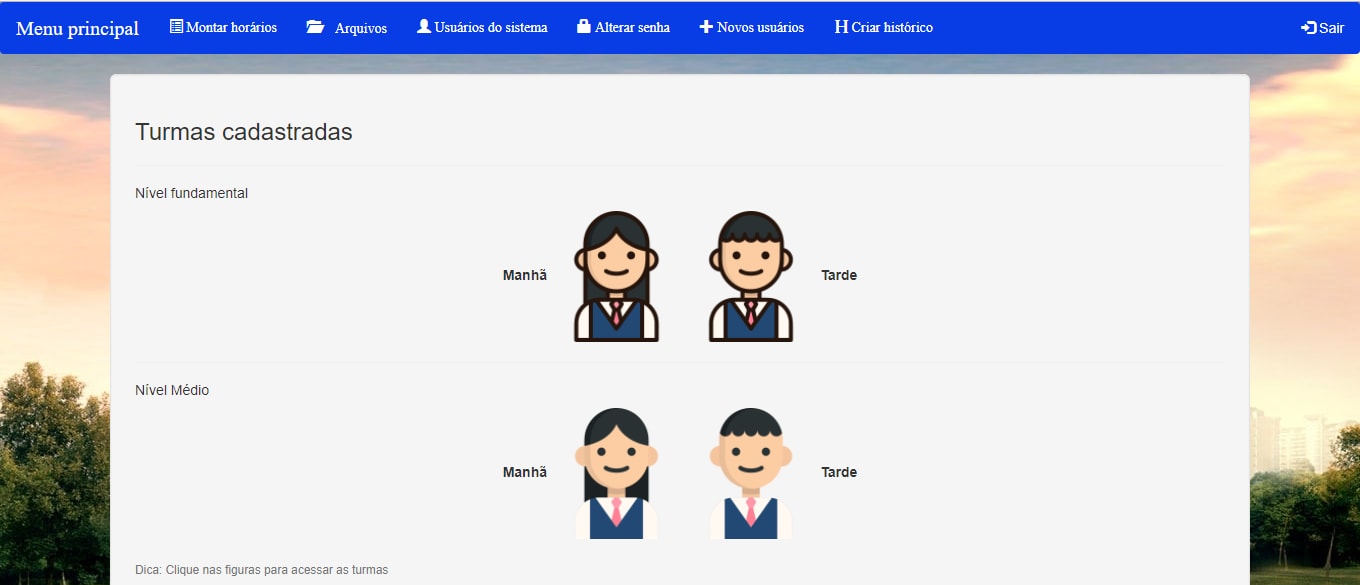 Menu principal Montar horários Arquivos Usuários do sistema Alterar senha Novos usuários H Criar histórico Sair
Turmas cadastradas
Nível fundamental
Manhã Tarde
Nível Médio
Manhã Tarde
Dica: Clique nas figuras para acessar as turmas